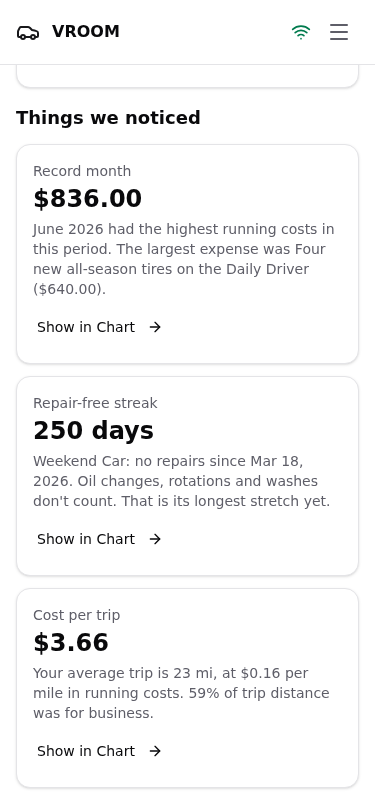 VROOM
Things we noticed
Record month
$836.00
June 2026 had the highest running costs in
this period. The largest expense was Four
new all-season tires on the Daily Driver
($640.00).
Show in Chart
Repair-free streak
250 days
Weekend Car: no repairs since Mar 18,
2026. Oil changes, rotations and washes
don't count. That is its longest stretch yet.
Show in Chart
Cost per trip
$3.66
Your average trip is 23 mi, at $0.16 per
mile in running costs. 59% of trip distance
was for business.
Show in Chart